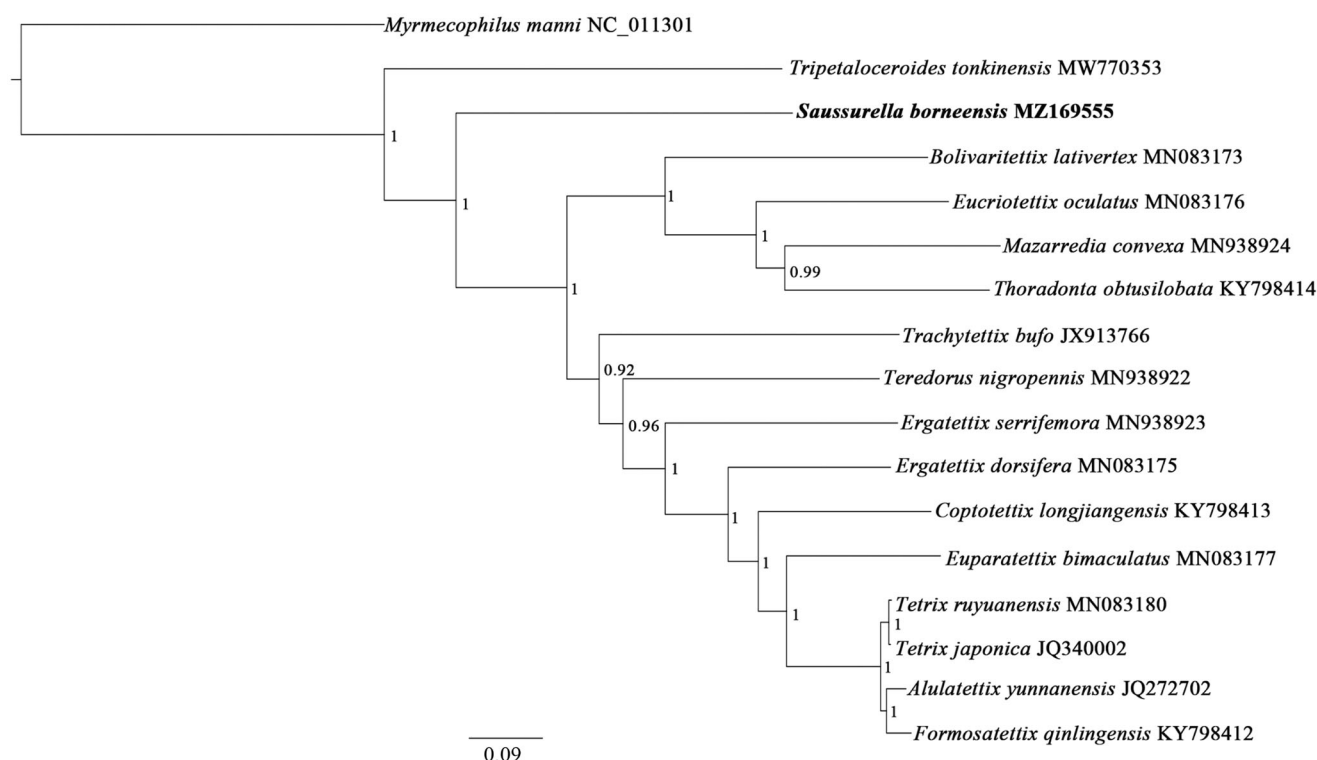 Myrmecophilus manni NC_011301
Tripetaloceroides tonkinensis MW770353
1
Saussurella borneensis MZ169555
Bolivaritettix lativertex MN083173
1
1
Eucriotettix oculatus MN083176
1
Mazarredia convexa MN938924
0.99
1
Thoradonta obtusilobata KY798414
Trachytettix bufo JX913766
0.92
Teredorus nigropennis MN938922
0.96
Ergatettix serrifemora MN938923
1
Ergatettix dorsifera MN083175
1
Coptotettix longjiangensis KY798413
1
Euparatettix bimaculatus MN083177
1
Tetrix ruyuanensis MN083180
1
Tetrix japonica JQ340002
1
Alulatettix yunnanensis JQ272702
1
Formosatettix qinlingensis KY798412
0.09